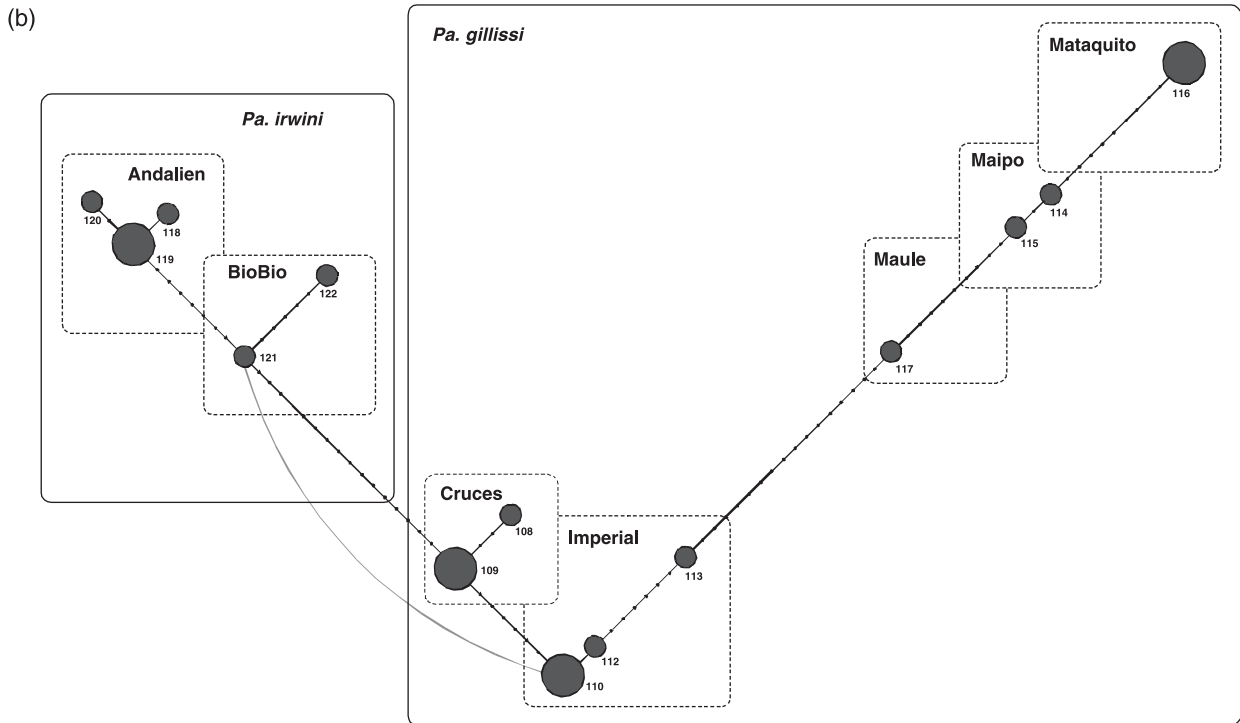 (b)
Pa. gillissi
Mataquito
116
Pa. irwini
Maipo
114
Andalien
120
118
115
119
Maule
BioBio
122
121
117
Cruces
108
Imperial
109
113
112
110